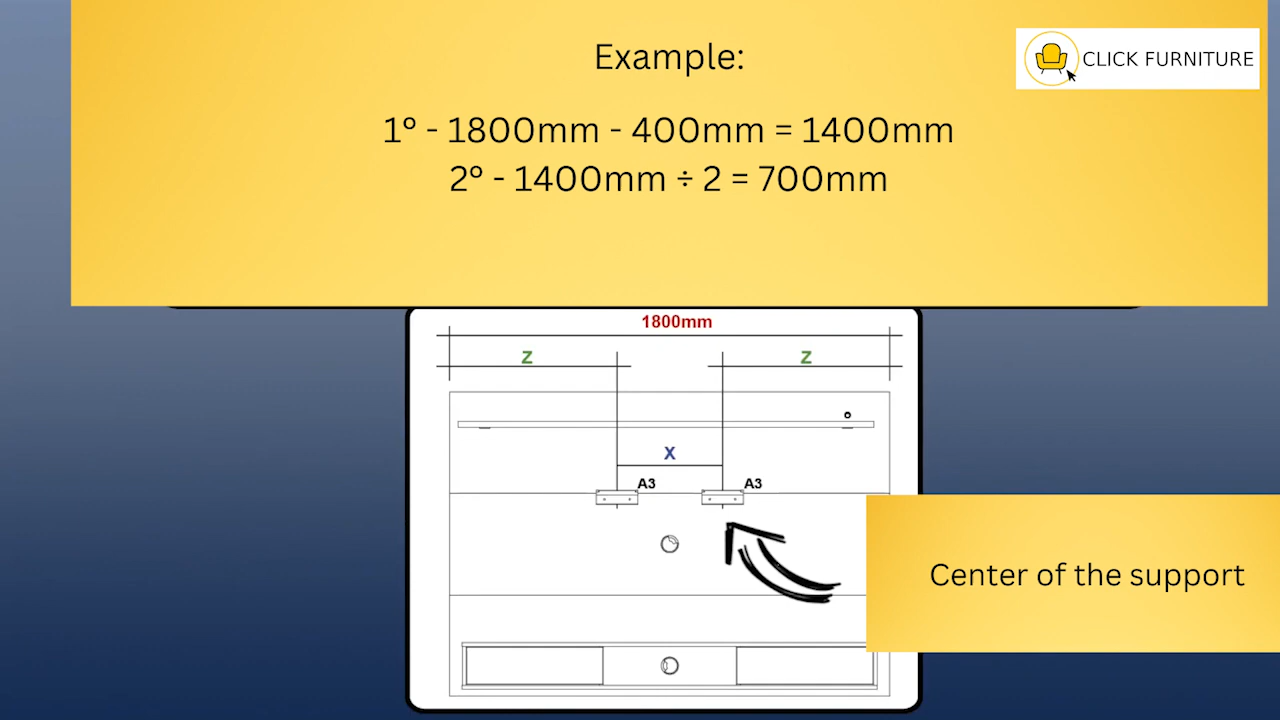 Example:
CLICK FURNITURE
1º - 1800mm - 400mm = 1400mm
2º - 1400mm ÷ 2 = 700mm
1800mm
Z
Z
X
A3
A3
Center of the support